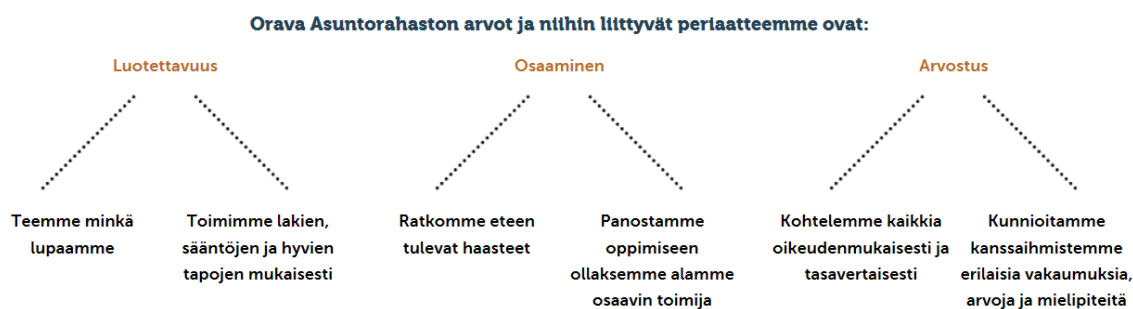 Orava Asuntorahaston arvot ja niihin liittyvät periaatteemme ovat:
Luotettavuus
Osaaminen
Arvostus
Teemme minkä
lupaamme
Toimimme lakien,
sääntöjen ja hyvien
tapojen mukaisesti
Ratkomme eteen
tulevat haasteet
Panostamme
oppimiseen
ollaksemme alamme
osaavin toimija
Kohtelemme kaikkia
oikeudenmukaisesti ja
tasavertaisesti
Kunnioitamme
kanssaihmistemme
erilaisia vakaumuksia,
arvoja ja mielipiteitä